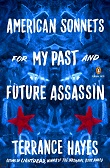 AMERICAN SONNETS
FOR MY PAST AND
FUTURE ASSASSIN
TERRANCE HAYES